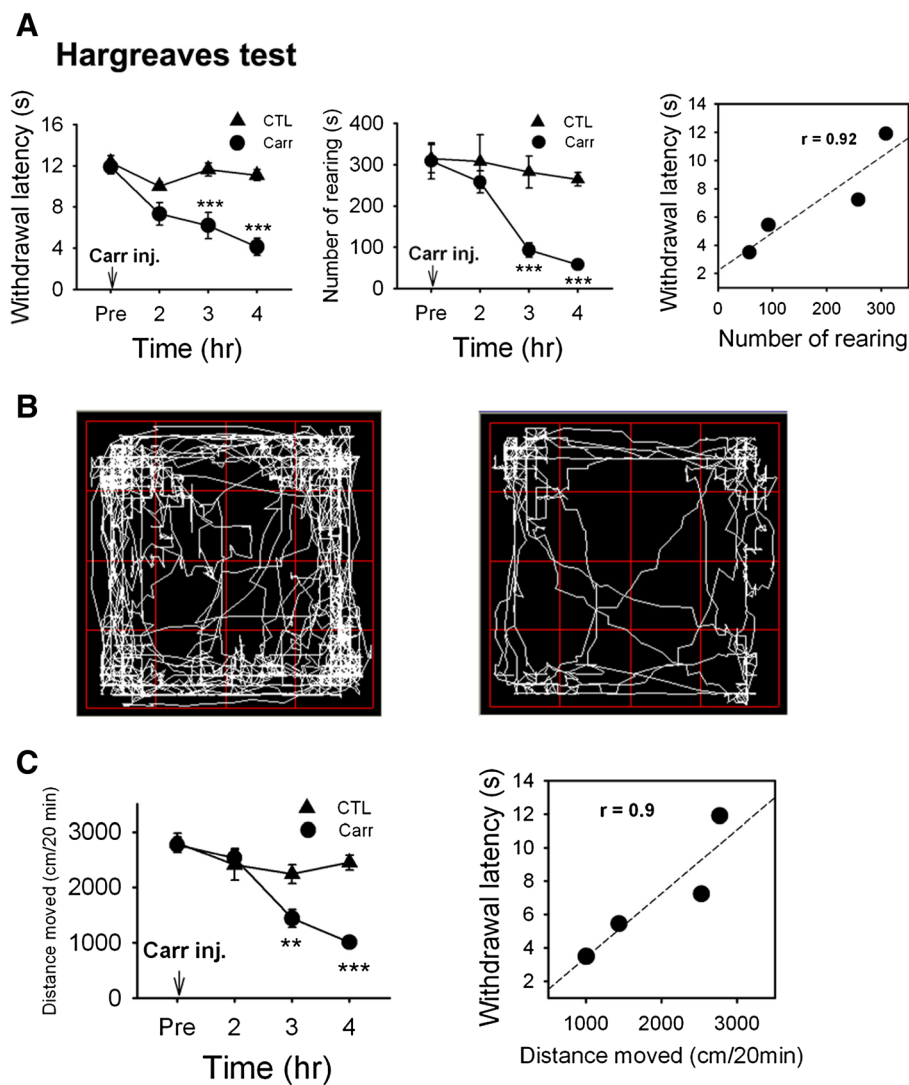 A
Hargreaves test
Withdrawal latency (s)
16
12
8
4
0
CTL
Carr
***
***
Carr inj.
Pre 2 3 4
Time (hr)
Number of rearing (s)
400
300
200
100
0
CTL
Carr
Carr inj.
***
***
Pre 2 3 4
Time (hr)
Withdrawal latency (s)
14
12
10
8
6
4
2
r = 0.92
0 100 200 300
Number of rearing
B
C
Distance moved (cm/20 min)
3000
2000
1000
0
CTL
Carr
Carr inj.
**
***
Pre 2 3 4
Time (hr)
Withdrawal latency (s)
14
12
10
8
6
4
2
r = 0.9
1000 2000 3000
Distance moved (cm/20min)